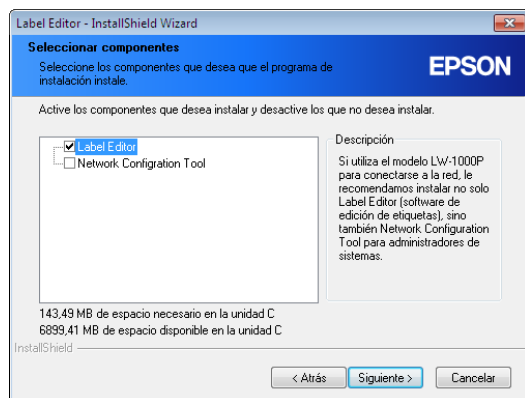 Label Editor - InstallShield Wizard
Seleccionar componentes
Seleccione los componentes que desea que el programa de
instalación instale.
EPSON
Active los componentes que desea instalar y desactive los que no desea instalar.
Label Editor
Network Configration Tool
Descripción
Si utiliza el modelo LW-1000P
para conectarse a la red, le
recomendamos instalar no solo
Label Editor (software de
edición de etiquetas), sino
también Network Configuration
Tool para administradores de
sistemas.
143,49 MB de espacio necesario en la unidad C
6899,41 MB de espacio disponible en la unidad C
InstallShield
< Atrás
Siguiente >
Cancelar